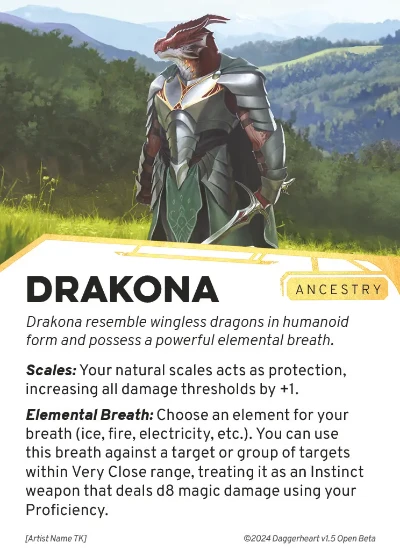 DRAKONA
ANCESTRY
Drakona resemble wingless dragons in humanoid
form and possess a powerful elemental breath.
Scales: Your natural scales acts as protection,
increasing all damage thresholds by +1.
Elemental Breath: Choose an element for your
breath (ice, fire, electricity, etc.). You can use
this breath against a target or group of targets
within Very Close range, treating it as an Instinct
weapon that deals d8 magic damage using your
Proficiency.
[Artist Name TK]
©2024 Daggerheart v1.5 Open Beta